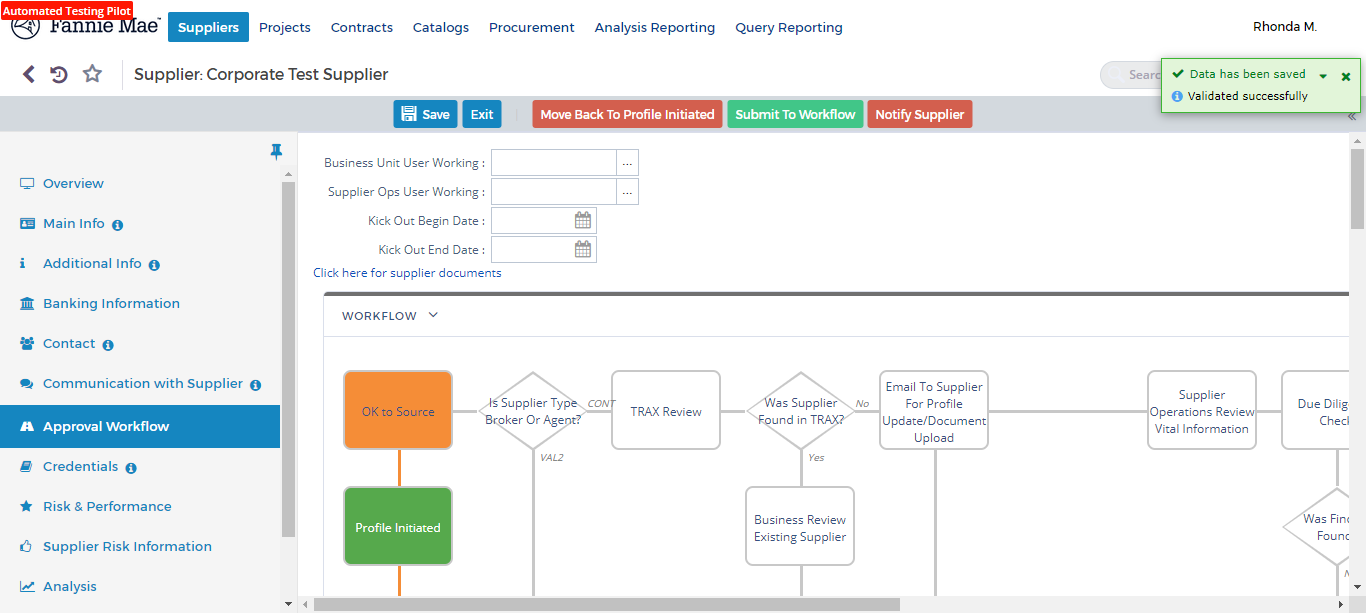 Automated Testing Pilot
Fannie Mae
Suppliers
Projects
Contracts
Catalogs
Procurement
Analysis Reporting
Query Reporting
Rhonda M.
Supplier: Corporate Test Supplier
Searc
Data has been saved
Validated successfully
Save
Exit
Move Back To Profile Initiated
Submit To Workflow
Notify Supplier
Overview
Main Info
Additional Info
Banking Information
Contact
Communication with Supplier
Approval Workflow
Credentials
Risk & Performance
Supplier Risk Information
Analysis
Business Unit User Working :
...
Supplier Ops User Working :
...
Kick Out Begin Date :
Kick Out End Date :
Click here for supplier documents
WORKFLOW
OK to Source
Is Supplier Type
Broker Or Agent?
CONT
VAL2
TRAX Review
Was Supplier
Found in TRAX?
No
Yes
Email To Supplier
For Profile
Update/Document
Upload
Supplier
Operations Review
Vital Information
Due Dilig
Check
Profile Initiated
Business Review
Existing Supplier
Was Find
Found